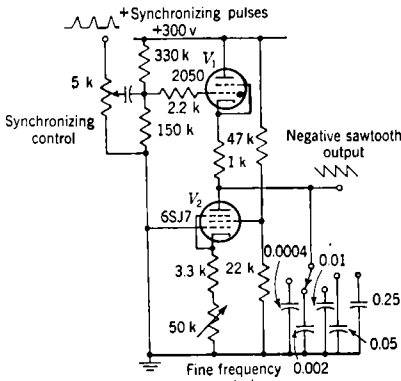 +Synchronizing pulses
+300 v
330 k
V1
2050
5 k
2.2 k
Synchronizing
control
150 k
47 k
1 k
Negative sawtooth
output
V2
6SJ7
0.0004
0.01
3.3 k
22 k
0.25
50 k
0.05
0.002
Fine frequency